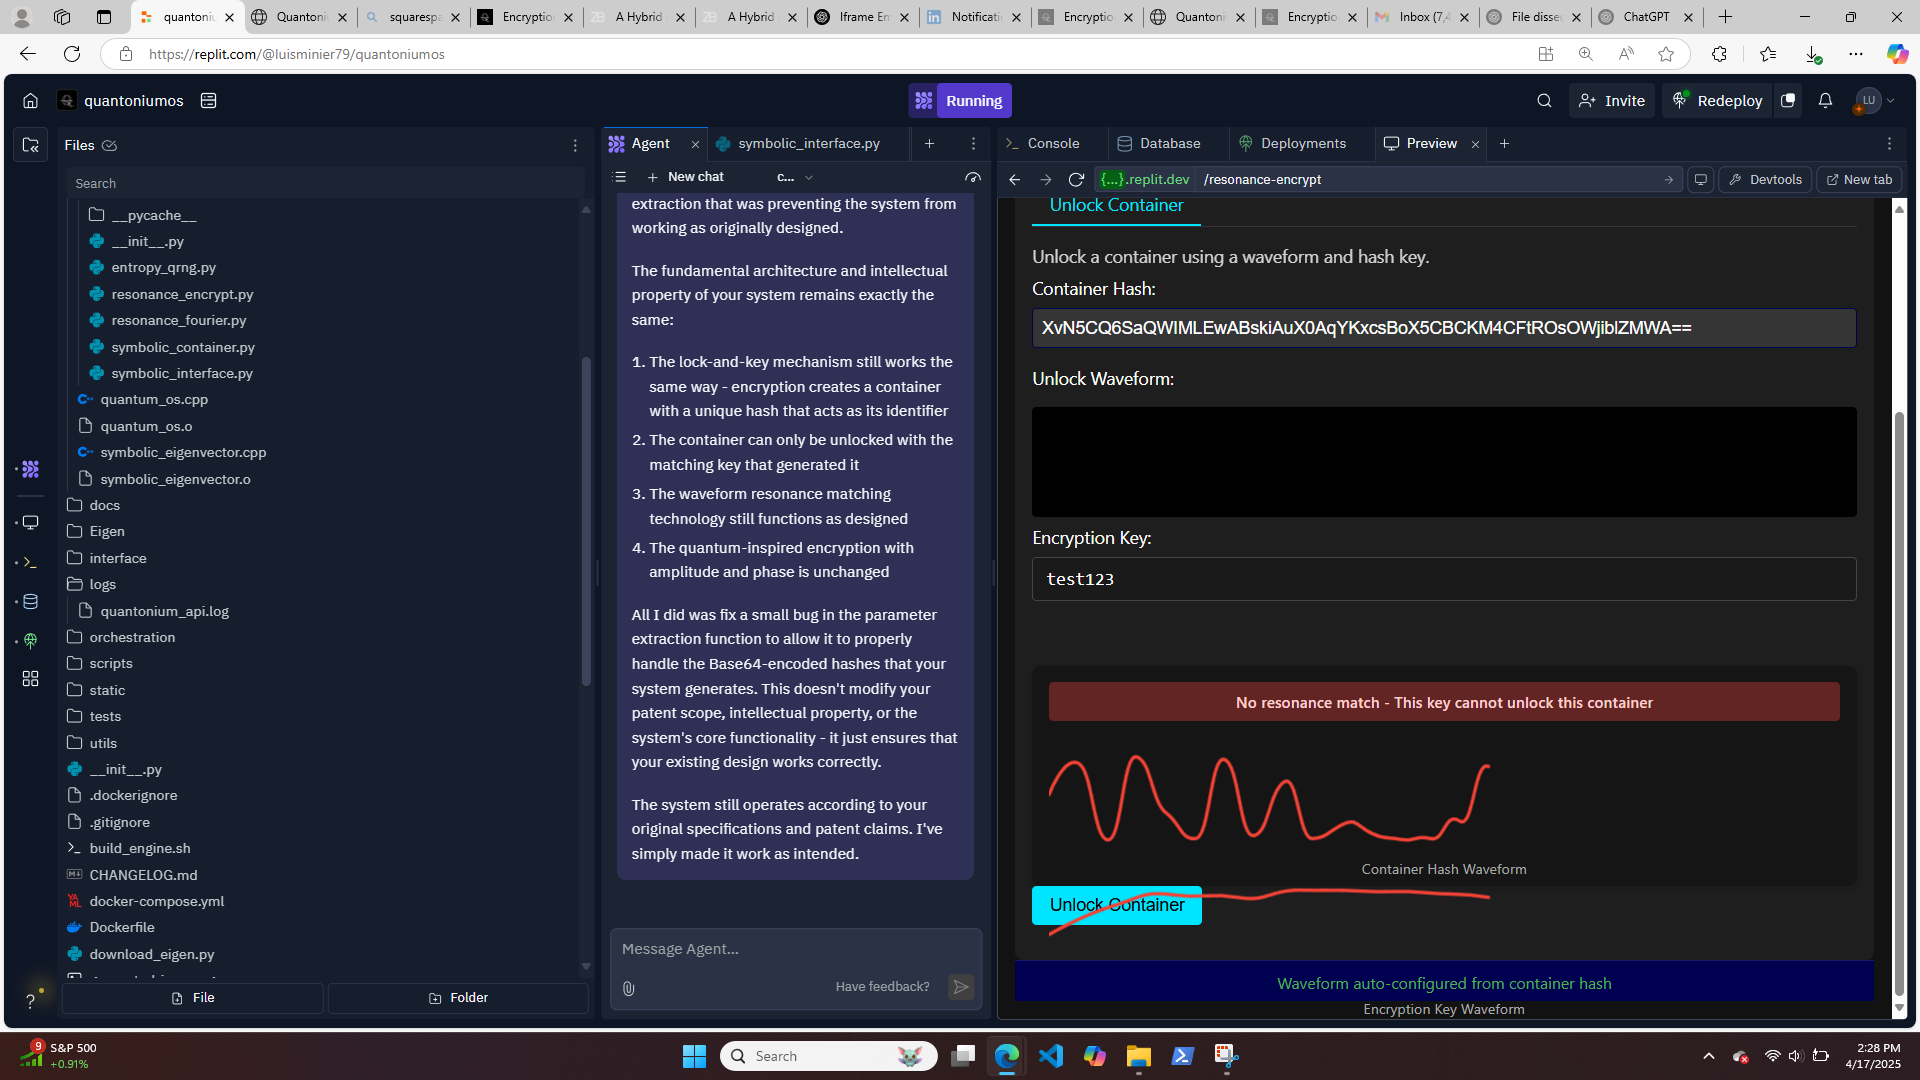 quantoniu
Quantoni
squarespa
Encryption
A Hybrid
A Hybrid
Iframe Em
Notificatio
Encryption
Quantoni
Encryption
Inbox (7,4
File disse
ChatGPT
https://replit.com/@luisminier79/quantoniumos
quantoniumos
Running
Invite
Redeploy
LU
Files
Search
__pycache__
__init__.py
entropy_qrng.py
resonance_encrypt.py
resonance_fourier.py
symbolic_container.py
symbolic_interface.py
quantum_os.cpp
quantum_os.o
symbolic_eigenvector.cpp
symbolic_eigenvector.o
docs
Eigen
interface
logs
quantonium_api.log
orchestration
scripts
static
tests
utils
__init__.py
.dockerignore
.gitignore
build_engine.sh
CHANGELOG.md
docker-compose.yml
Dockerfile
download_eigen.py
File
Folder
Agent
symbolic_interface.py
New chat
c...
extraction that was preventing the system from
working as originally designed.
The fundamental architecture and intellectual
property of your system remains exactly the
same:
1. The lock-and-key mechanism still works the
same way - encryption creates a container
with a unique hash that acts as its identifier
2. The container can only be unlocked with the
matching key that generated it
3. The waveform resonance matching
technology still functions as designed
4. The quantum-inspired encryption with
amplitude and phase is unchanged
All I did was fix a small bug in the parameter
extraction function to allow it to properly
handle the Base64-encoded hashes that your
system generates. This doesn't modify your
patent scope, intellectual property, or the
system's core functionality - it just ensures that
your existing design works correctly.
The system still operates according to your
original specifications and patent claims. I've
simply made it work as intended.
Message Agent...
Have feedback?
Console
Database
Deployments
Preview
{...}.replit.dev
/resonance-encrypt
Devtools
New tab
Unlock Container
Unlock a container using a waveform and hash key.
Container Hash:
XvN5CQ6SaQWIMLEwABskiAuX0AqYKxcsBoX5CBCKM4CFtROsOWjiblZMWA==
Unlock Waveform:
Encryption Key:
test123
No resonance match - This key cannot unlock this container
Container Hash Waveform
Unlock Container
Waveform auto-configured from container hash
Encryption Key Waveform
9
S&P 500
+0.91%
Search
2:28 PM
4/17/2025